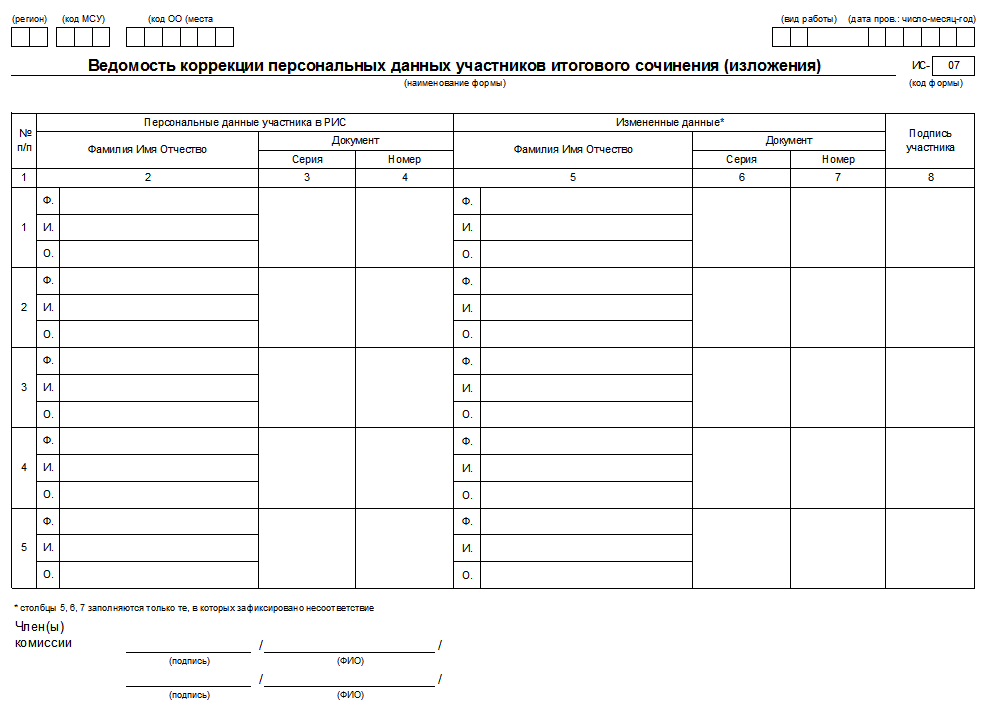 (регион) (код МСУ) (код ОО (места (вид работы) (дата пров.: число-месяц-год)
Ведомость коррекции персональных данных участников итогового сочинения (изложения) ИС- 07
(наименование формы) (код формы)
№ п/п Персональные данные участника в РИС Измененные данные* Подпись участника
Фамилия Имя Отчество Документ Фамилия Имя Отчество Документ
Серия Номер Серия Номер
1 2 3 4 5 6 7 8
Ф. Ф.
1 И. И.
О. О.
Ф. Ф.
2 И. И.
О. О.
Ф. Ф.
3 И. И.
О. О.
Ф. Ф.
4 И. И.
О. О.
Ф. Ф.
5 И. И.
О. О.
* столбцы 5, 6, 7 заполняются только те, в которых зафиксировано несоответствие
Член(ы)
комиссии / /
(подпись) (ФИО)
/ /
(подпись) (ФИО)